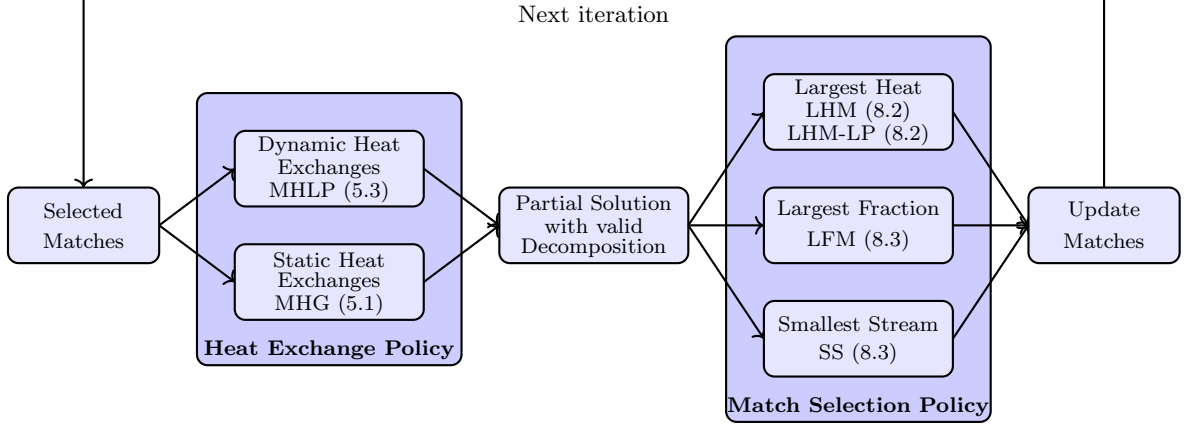 Next iteration
Selected
Matches
Dynamic Heat
Exchanges
MHLP (5.3)
Static Heat
Exchanges
MHG (5.1)
Heat Exchange Policy
Partial Solution
with valid
Decomposition
Largest Heat
LHM (8.2)
LHM-LP (8.2)
Largest Fraction
LFM (8.3)
Smallest Stream
SS (8.3)
Match Selection Policy
Update
Matches